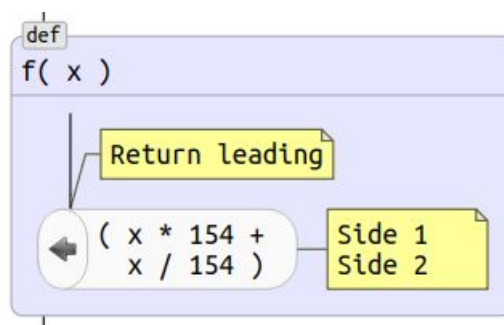 def
f( x )
Return leading
( x * 154 +
x / 154 )
Side 1
Side 2